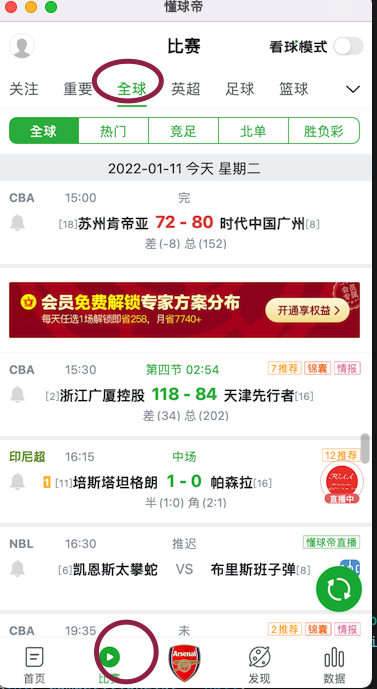 懂球帝
比赛 看球模式
关注 重要 全球 英超 足球 篮球
全球 热门 竞足 北单 胜负彩
2022-01-11 今天 星期二
CBA 15:00 完
[18]苏州肯帝亚 72 - 80 时代中国广州[8]
差(-8) 总(152)
会员免费解锁专家方案分布
每天任选1场解锁即省258，月省7740+
开通享权益 >
CBA 15:30 第四节 02:54 7推荐 锦囊 情报
[2]浙江广厦控股 118 - 84 天津先行者[16]
差(34) 总(202)
印尼超 16:15 中场 12推荐
1 [11]培斯塔坦格朗 1 - 0 帕森拉[16]
半(1:0) 角(2:1)
直播中
NBL 16:30 推迟 懂球帝直播
[6]凯恩斯太攀蛇 VS 布里斯班子弹[8]
CBA 19:35 未 2推荐 锦囊 情报
Arsenal
首页 比赛 发现 数据